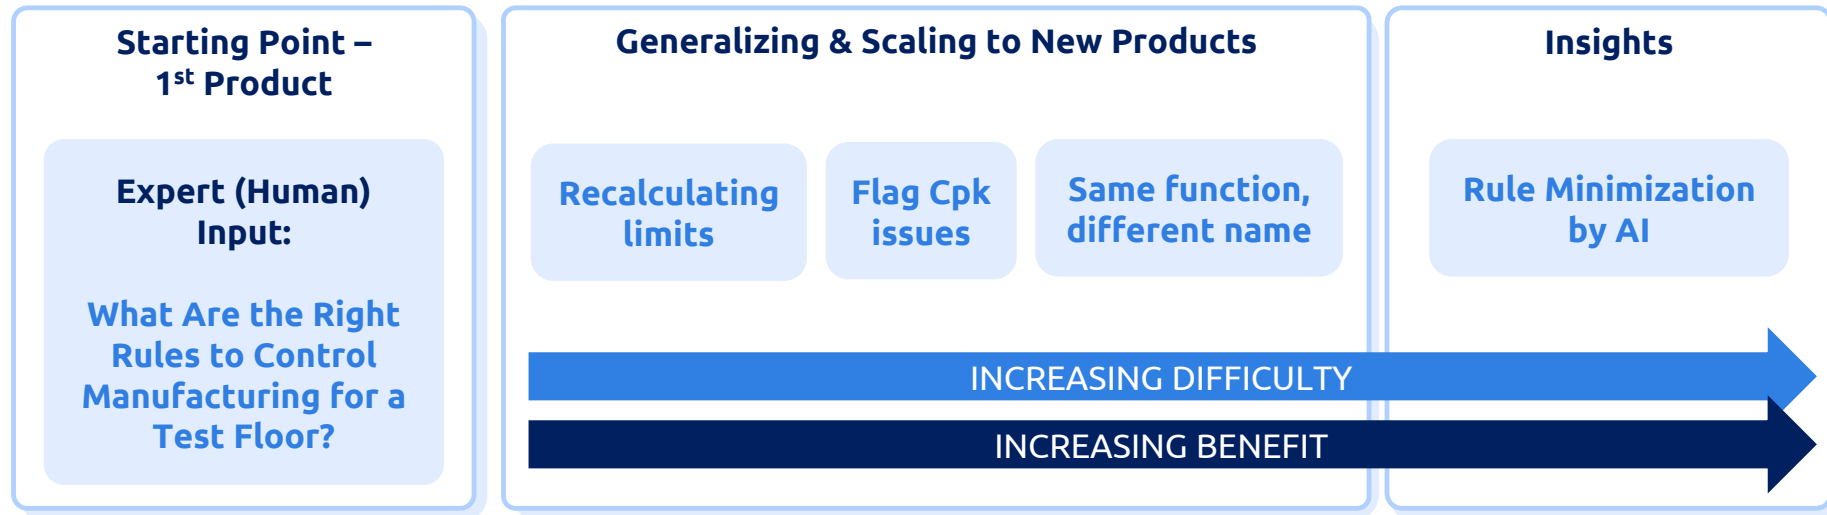 Starting Point –
1st Product
Expert (Human)
Input:
What Are the Right
Rules to Control
Manufacturing for a
Test Floor?
Generalizing & Scaling to New Products
Recalculating
limits
Flag Cpk
issues
Same function,
different name
Insights
Rule Minimization
by AI
INCREASING DIFFICULTY
INCREASING BENEFIT